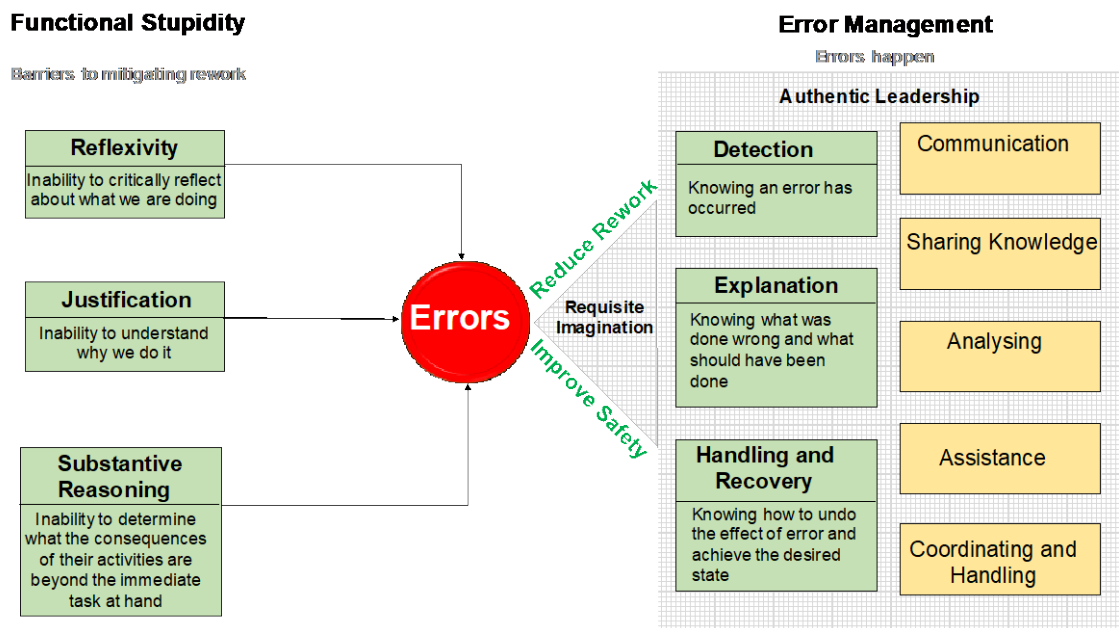 Functional Stupidity
Barriers to mitigating rework
Reflexivity
Inability to critically reflect
about what we are doing
Justification
Inability to understand
why we do it
Substantive
Reasoning
Inability to determine
what the consequences
of their activities are
beyond the immediate
task at hand
Errors
Reduce Rework
Requisite
Imagination
Improve Safety
Error Management
Errors happen
Authentic Leadership
Detection
Knowing an error has
occurred
Explanation
Knowing what was
done wrong and what
should have been
done
Handling and
Recovery
Knowing how to undo
the effect of error and
achieve the desired
state
Communication
Sharing Knowledge
Analysing
Assistance
Coordinating and
Handling